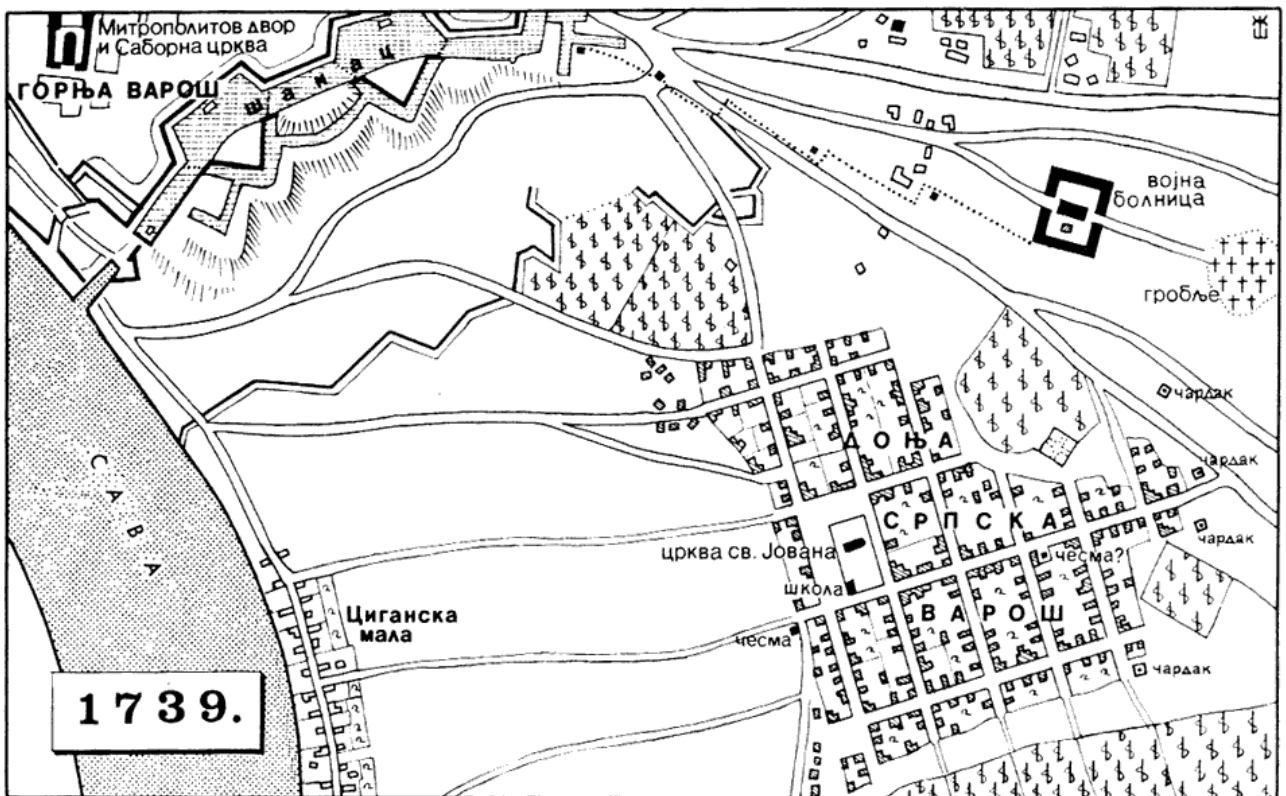 Митрополитов двор
и Саборна црква
ГОРЊА ВАРОШ
шанац
војна
болница
гробље
чардак
ДОЊА
чардак
СРПСКА
чардак
црква св. Јована
чесма?
школа
Циганска
мала
ВАРОШ
чесма
чардак
САВА
1739.